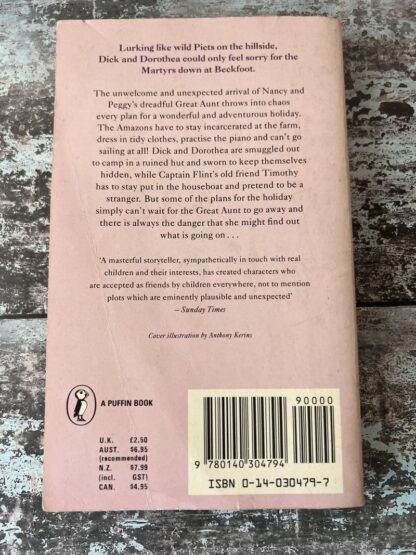 Lurking like wild Picts on the hillside,
Dick and Dorothea could only feel sorry for the
Martyrs down at Beckfoot.
The unwelcome and unexpected arrival of Nancy and
Peggy's dreadful Great Aunt throws into chaos
every plan for a wonderful and adventurous holiday.
The Amazons have to stay incarcerated at the farm,
dress in tidy clothes, practise the piano and can't go
sailing at all! Dick and Dorothea are smuggled out
to camp in a ruined hut and sworn to keep themselves
hidden, while Captain Flint's old friend Timothy
has to stay put in the houseboat and pretend to be a
stranger. But some of the plans for the holiday
simply can't wait for the Great Aunt to go away and
there is always the danger that she might find out
what is going on . . .
'A masterful storyteller, sympathetically in touch with real
children and their interests, has created characters who
are accepted as friends by children everywhere, not to mention
plots which are eminently plausible and unexpected'
– Sunday Times
Cover illustration by Anthony Kerins
A PUFFIN BOOK
U.K. £2.50
AUST. $6.95
(recommended)
N.Z. $7.99
(incl. GST)
CAN. $4.95
90000
9 780140 304794
ISBN 0-14-030479-7